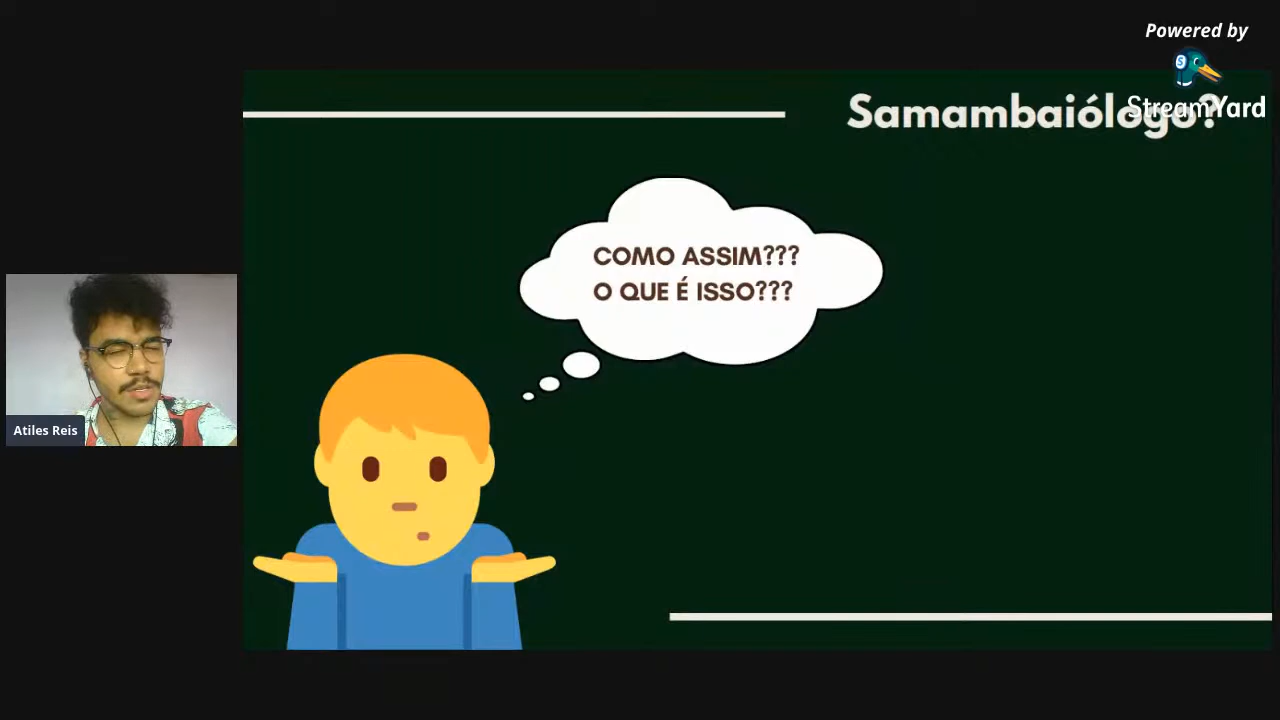 Powered by
StreamYard
Samambaiólogo?
COMO ASSIM???
O QUE É ISSO???
Atiles Reis